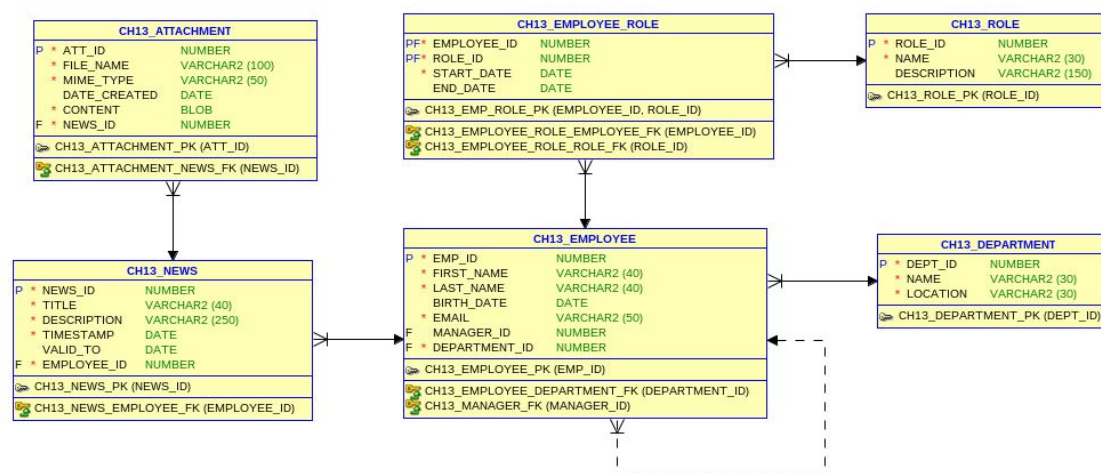 CH13_ATTACHMENT
P * ATT_ID NUMBER
* FILE_NAME VARCHAR2 (100)
* MIME_TYPE VARCHAR2 (50)
DATE_CREATED DATE
* CONTENT BLOB
F * NEWS_ID NUMBER
CH13_ATTACHMENT_PK (ATT_ID)
CH13_ATTACHMENT_NEWS_FK (NEWS_ID)
CH13_EMPLOYEE_ROLE
PF* EMPLOYEE_ID NUMBER
PF* ROLE_ID NUMBER
* START_DATE DATE
END_DATE DATE
CH13_EMP_ROLE_PK (EMPLOYEE_ID, ROLE_ID)
CH13_EMPLOYEE_ROLE_EMPLOYEE_FK (EMPLOYEE_ID)
CH13_EMPLOYEE_ROLE_ROLE_FK (ROLE_ID)
CH13_ROLE
P * ROLE_ID NUMBER
* NAME VARCHAR2 (30)
DESCRIPTION VARCHAR2 (150)
CH13_ROLE_PK (ROLE_ID)
CH13_NEWS
P * NEWS_ID NUMBER
* TITLE VARCHAR2 (40)
* DESCRIPTION VARCHAR2 (250)
* TIMESTAMP DATE
VALID_TO DATE
F * EMPLOYEE_ID NUMBER
CH13_NEWS_PK (NEWS_ID)
CH13_NEWS_EMPLOYEE_FK (EMPLOYEE_ID)
CH13_EMPLOYEE
P * EMP_ID NUMBER
* FIRST_NAME VARCHAR2 (40)
* LAST_NAME VARCHAR2 (40)
BIRTH_DATE DATE
* EMAIL VARCHAR2 (50)
F MANAGER_ID NUMBER
F * DEPARTMENT_ID NUMBER
CH13_EMPLOYEE_PK (EMP_ID)
CH13_EMPLOYEE_DEPARTMENT_FK (DEPARTMENT_ID)
CH13_MANAGER_FK (MANAGER_ID)
CH13_DEPARTMENT
P * DEPT_ID NUMBER
* NAME VARCHAR2 (30)
* LOCATION VARCHAR2 (30)
CH13_DEPARTMENT_PK (DEPT_ID)